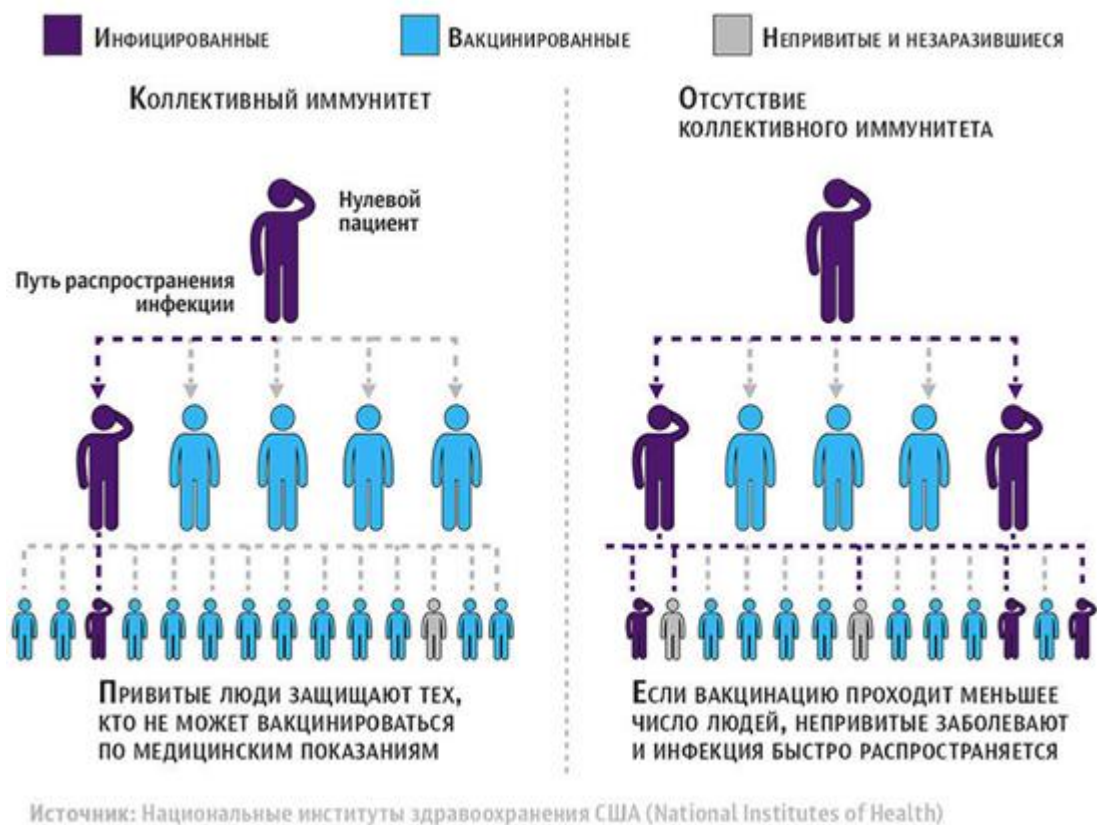 Инфицированные
Вакцинированные
Непривитые и незаразившиеся
Коллективный иммунитет
Нулевой
пациент
Путь распространения
инфекции
Привитые люди защищают тех,
кто не может вакцинироваться
по медицинским показаниям
Отсутствие
коллективного иммунитета
Если вакцинацию проходит меньшее
число людей, непривитые заболевают
и инфекция быстро распространяется
Источник: Национальные институты здравоохранения США (National Institutes of Health)